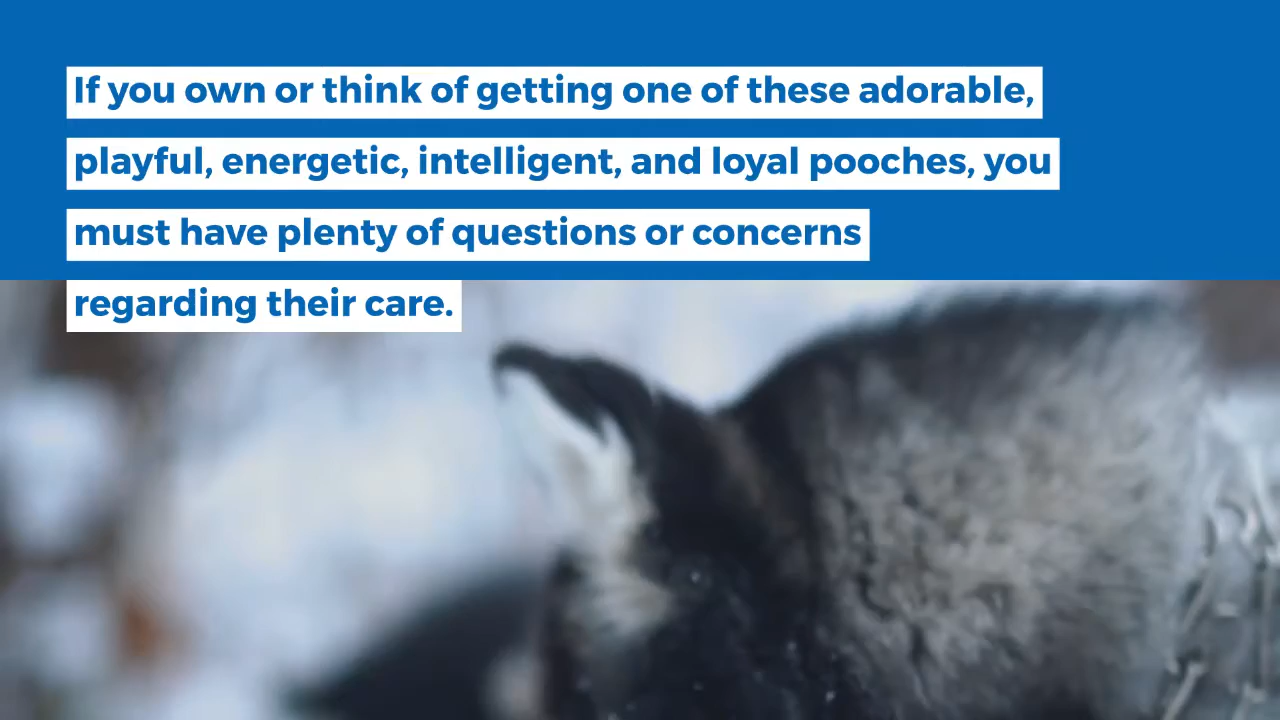 If you own or think of getting one of these adorable,
playful, energetic, intelligent, and loyal pooches, you
must have plenty of questions or concerns
regarding their care.